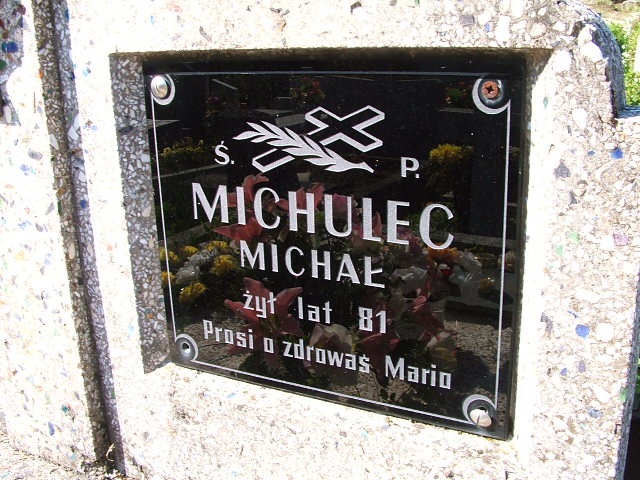 Ś. P.
MICHULEC
MICHAŁ
żył lat 81
Prosi o zdrowaś Mario